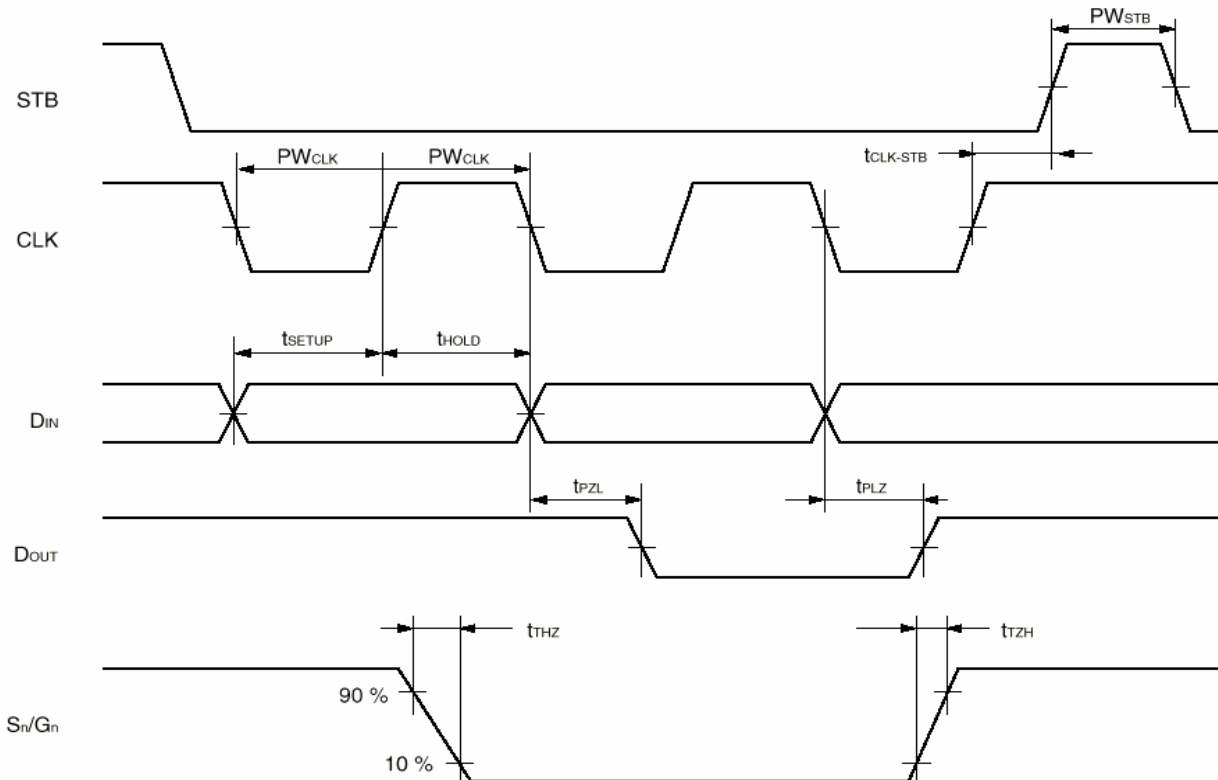 PWSTB
STB
tCLK-STB
PWCLK PWCLK
CLK
tSETUP tHOLD
DIN
tPZL tPLZ
DOUT
tTHZ tTZH
90 %
Sn/Gn
10 %